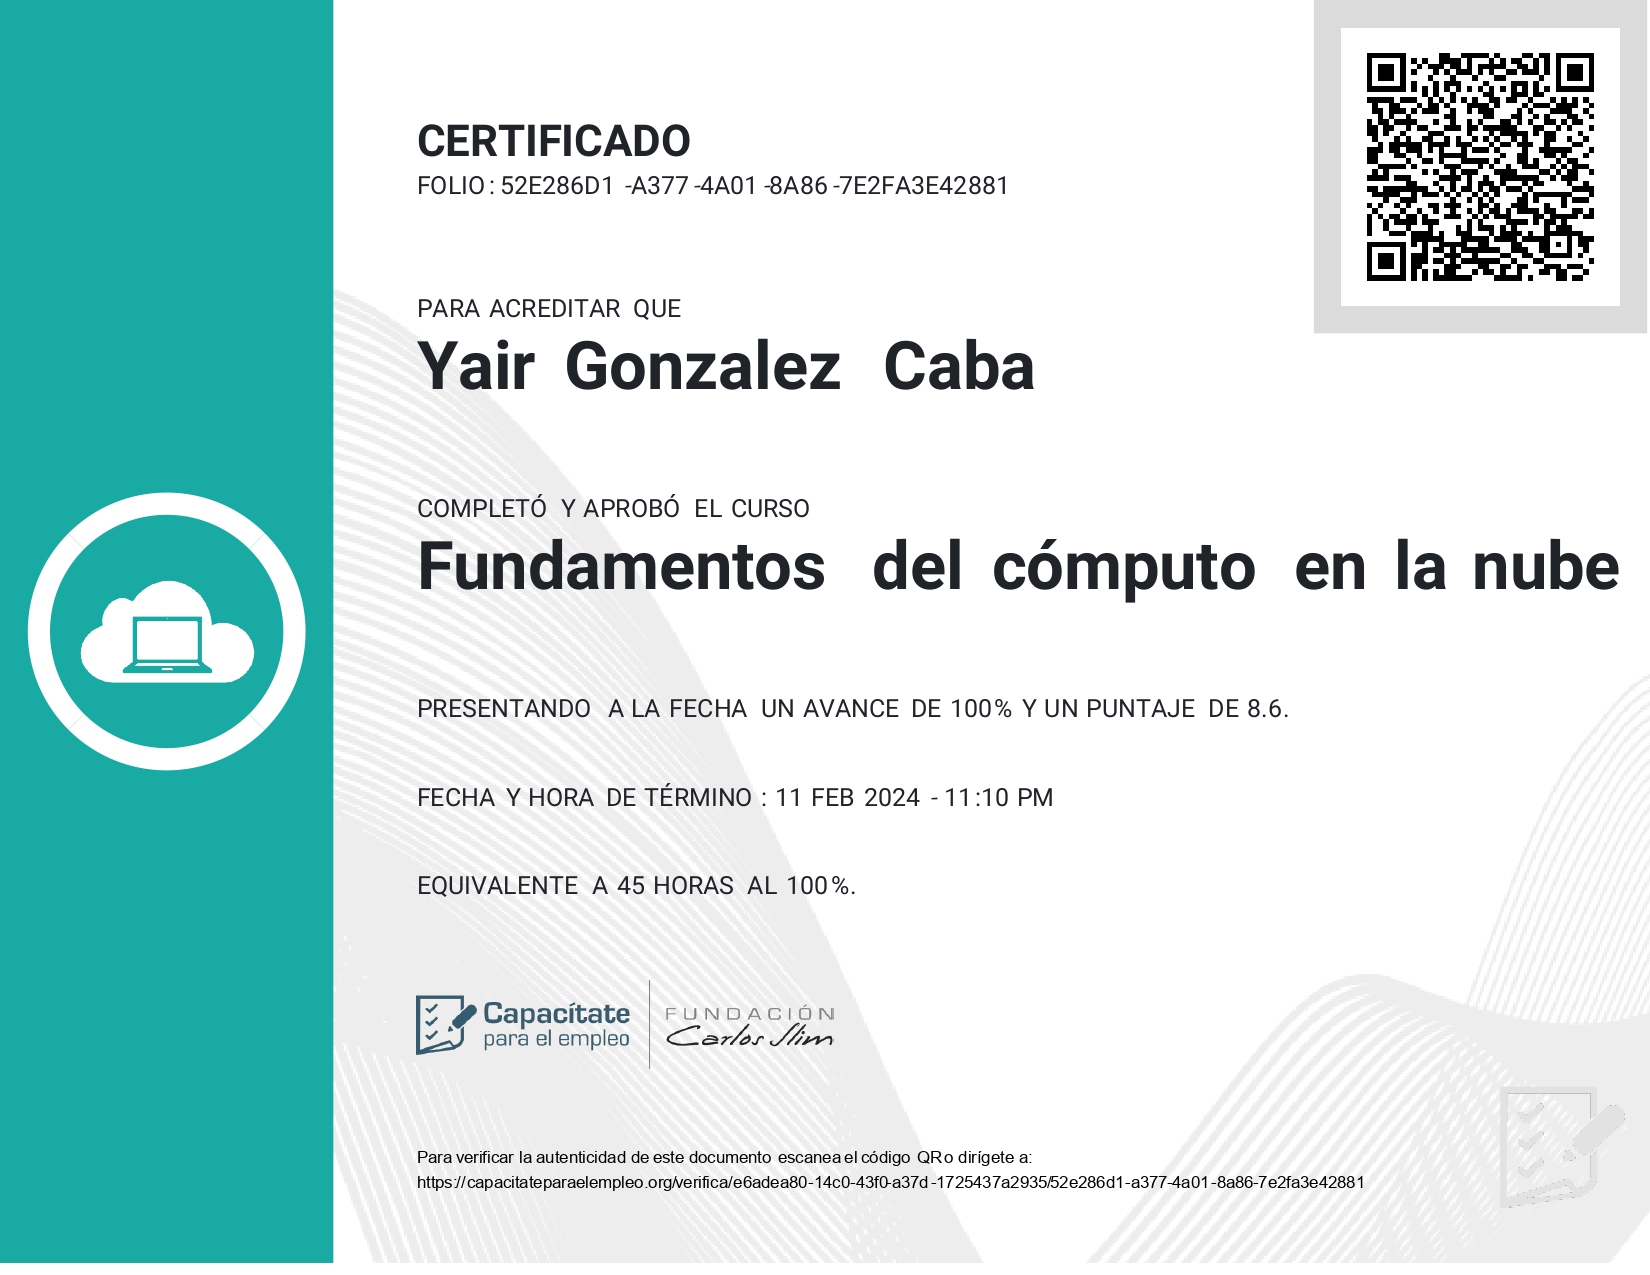 CERTIFICADO
FOLIO: 52E286D1-A377-4A01-8A86-7E2FA3E42881
PARA ACREDITAR QUE
Yair Gonzalez Caba
COMPLETÓ Y APROBÓ EL CURSO
Fundamentos del cómputo en la nube
PRESENTANDO A LA FECHA UN AVANCE DE 100% Y UN PUNTAJE DE 8.6.
FECHA Y HORA DE TÉRMINO : 11 FEB 2024 - 11:10 PM
EQUIVALENTE A 45 HORAS AL 100%.
Capacítate
para el empleo
FUNDACIÓN
Carlos Slim
Para verificar la autenticidad de este documento escanea el código QR o dirígete a:
https://capacitateparaelempleo.org/verifica/e6adea80-14c0-43f0-a37d-1725437a2935/52e286d1-a377-4a01-8a86-7e2fa3e42881